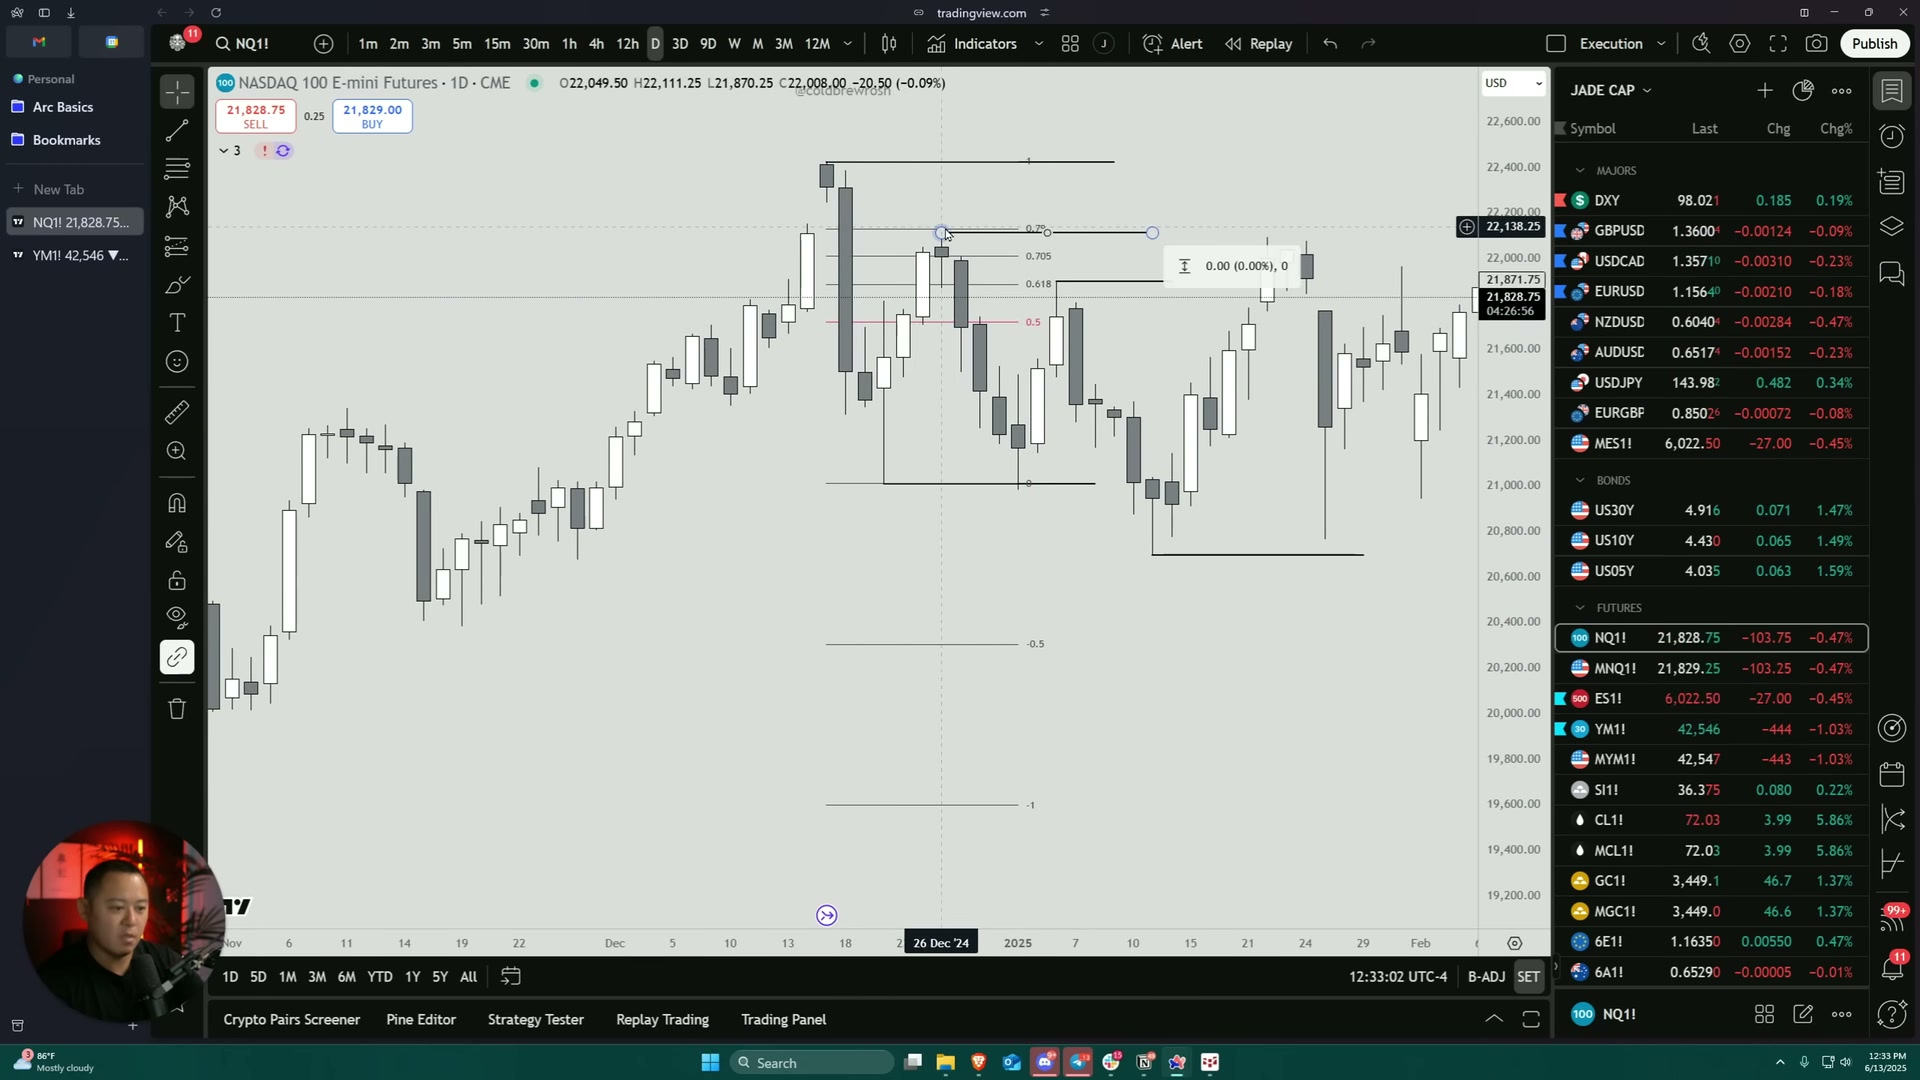 tradingview.com
Personal
Arc Basics
Bookmarks
New Tab
NQ1! 21,828.75...
YM1! 42,546 ▼...
11
NQ1!
1m 2m 3m 5m 15m 30m 1h 4h 12h D 3D 9D W M 3M 12M
Indicators
Alert
Replay
Execution
Publish
NASDAQ 100 E-mini Futures · 1D · CME
O22,049.50 H22,111.25 L21,870.25 C22,008.00 −20.50 (−0.09%)
@coldbrewrosh
21,828.75
SELL
0.25
21,829.00
BUY
3
USD
22,600.00
22,400.00
22,200.00
22,138.25
22,000.00
21,871.75
21,828.75
04:26:56
21,600.00
21,400.00
21,200.00
21,000.00
20,800.00
20,600.00
20,400.00
20,200.00
20,000.00
19,800.00
19,600.00
19,400.00
19,200.00
1
0.79
0.705
0.618
0.5
0
-0.5
-1
0.00 (0.00%), 0
Nov 6 11 14 19 22 Dec 5 10 13 18 26 Dec '24 2025 7 10 15 21 24 29 Feb
1D 5D 1M 3M 6M YTD 1Y 5Y All
12:33:02 UTC-4
B-ADJ
SET
Crypto Pairs Screener
Pine Editor
Strategy Tester
Replay Trading
Trading Panel
JADE CAP
Symbol Last Chg Chg%
MAJORS
DXY 98.021 0.185 0.19%
GBPUSD 1.36004 −0.00124 −0.09%
USDCAD 1.35710 −0.00310 −0.23%
EURUSD 1.15640 −0.00210 −0.18%
NZDUSD 0.60404 −0.00284 −0.47%
AUDUSD 0.65174 −0.00152 −0.23%
USDJPY 143.982 0.482 0.34%
EURGBP 0.85026 −0.00072 −0.08%
MES1! 6,022.50 −27.00 −0.45%
BONDS
US30Y 4.916 0.071 1.47%
US10Y 4.430 0.065 1.49%
US05Y 4.035 0.063 1.59%
FUTURES
NQ1! 21,828.75 −103.75 −0.47%
MNQ1! 21,829.25 −103.25 −0.47%
ES1! 6,022.50 −27.00 −0.45%
YM1! 42,546 −444 −1.03%
MYM1! 42,547 −443 −1.03%
SI1! 36.375 0.080 0.22%
CL1! 72.03 3.99 5.86%
MCL1! 72.03 3.99 5.86%
GC1! 3,449.1 46.7 1.37%
MGC1! 3,449.0 46.6 1.37%
6E1! 1.16350 0.00550 0.47%
6A1! 0.65290 −0.00005 −0.01%
NQ1!
99+
11
86°F
Mostly cloudy
Search
12:33 PM
6/13/2025